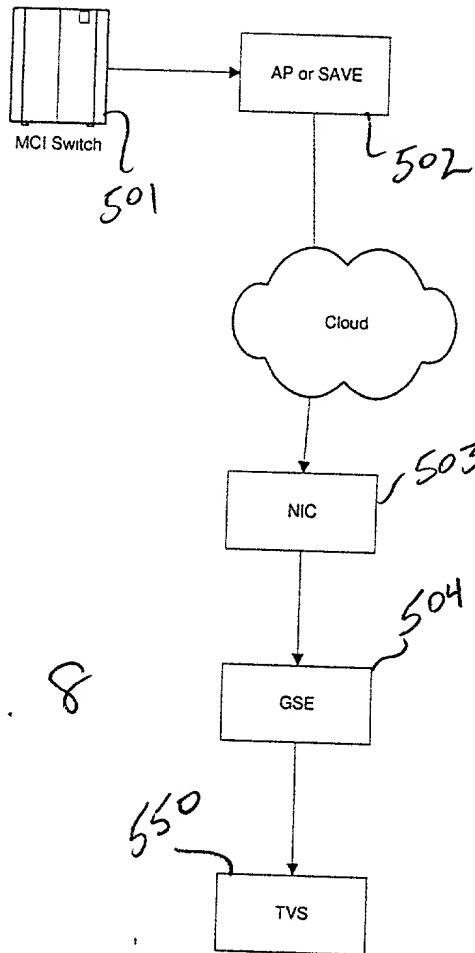 AP or SAVE
MCI Switch
501
502
Cloud
503
NIC
504
GSE
. 8
550
TVS